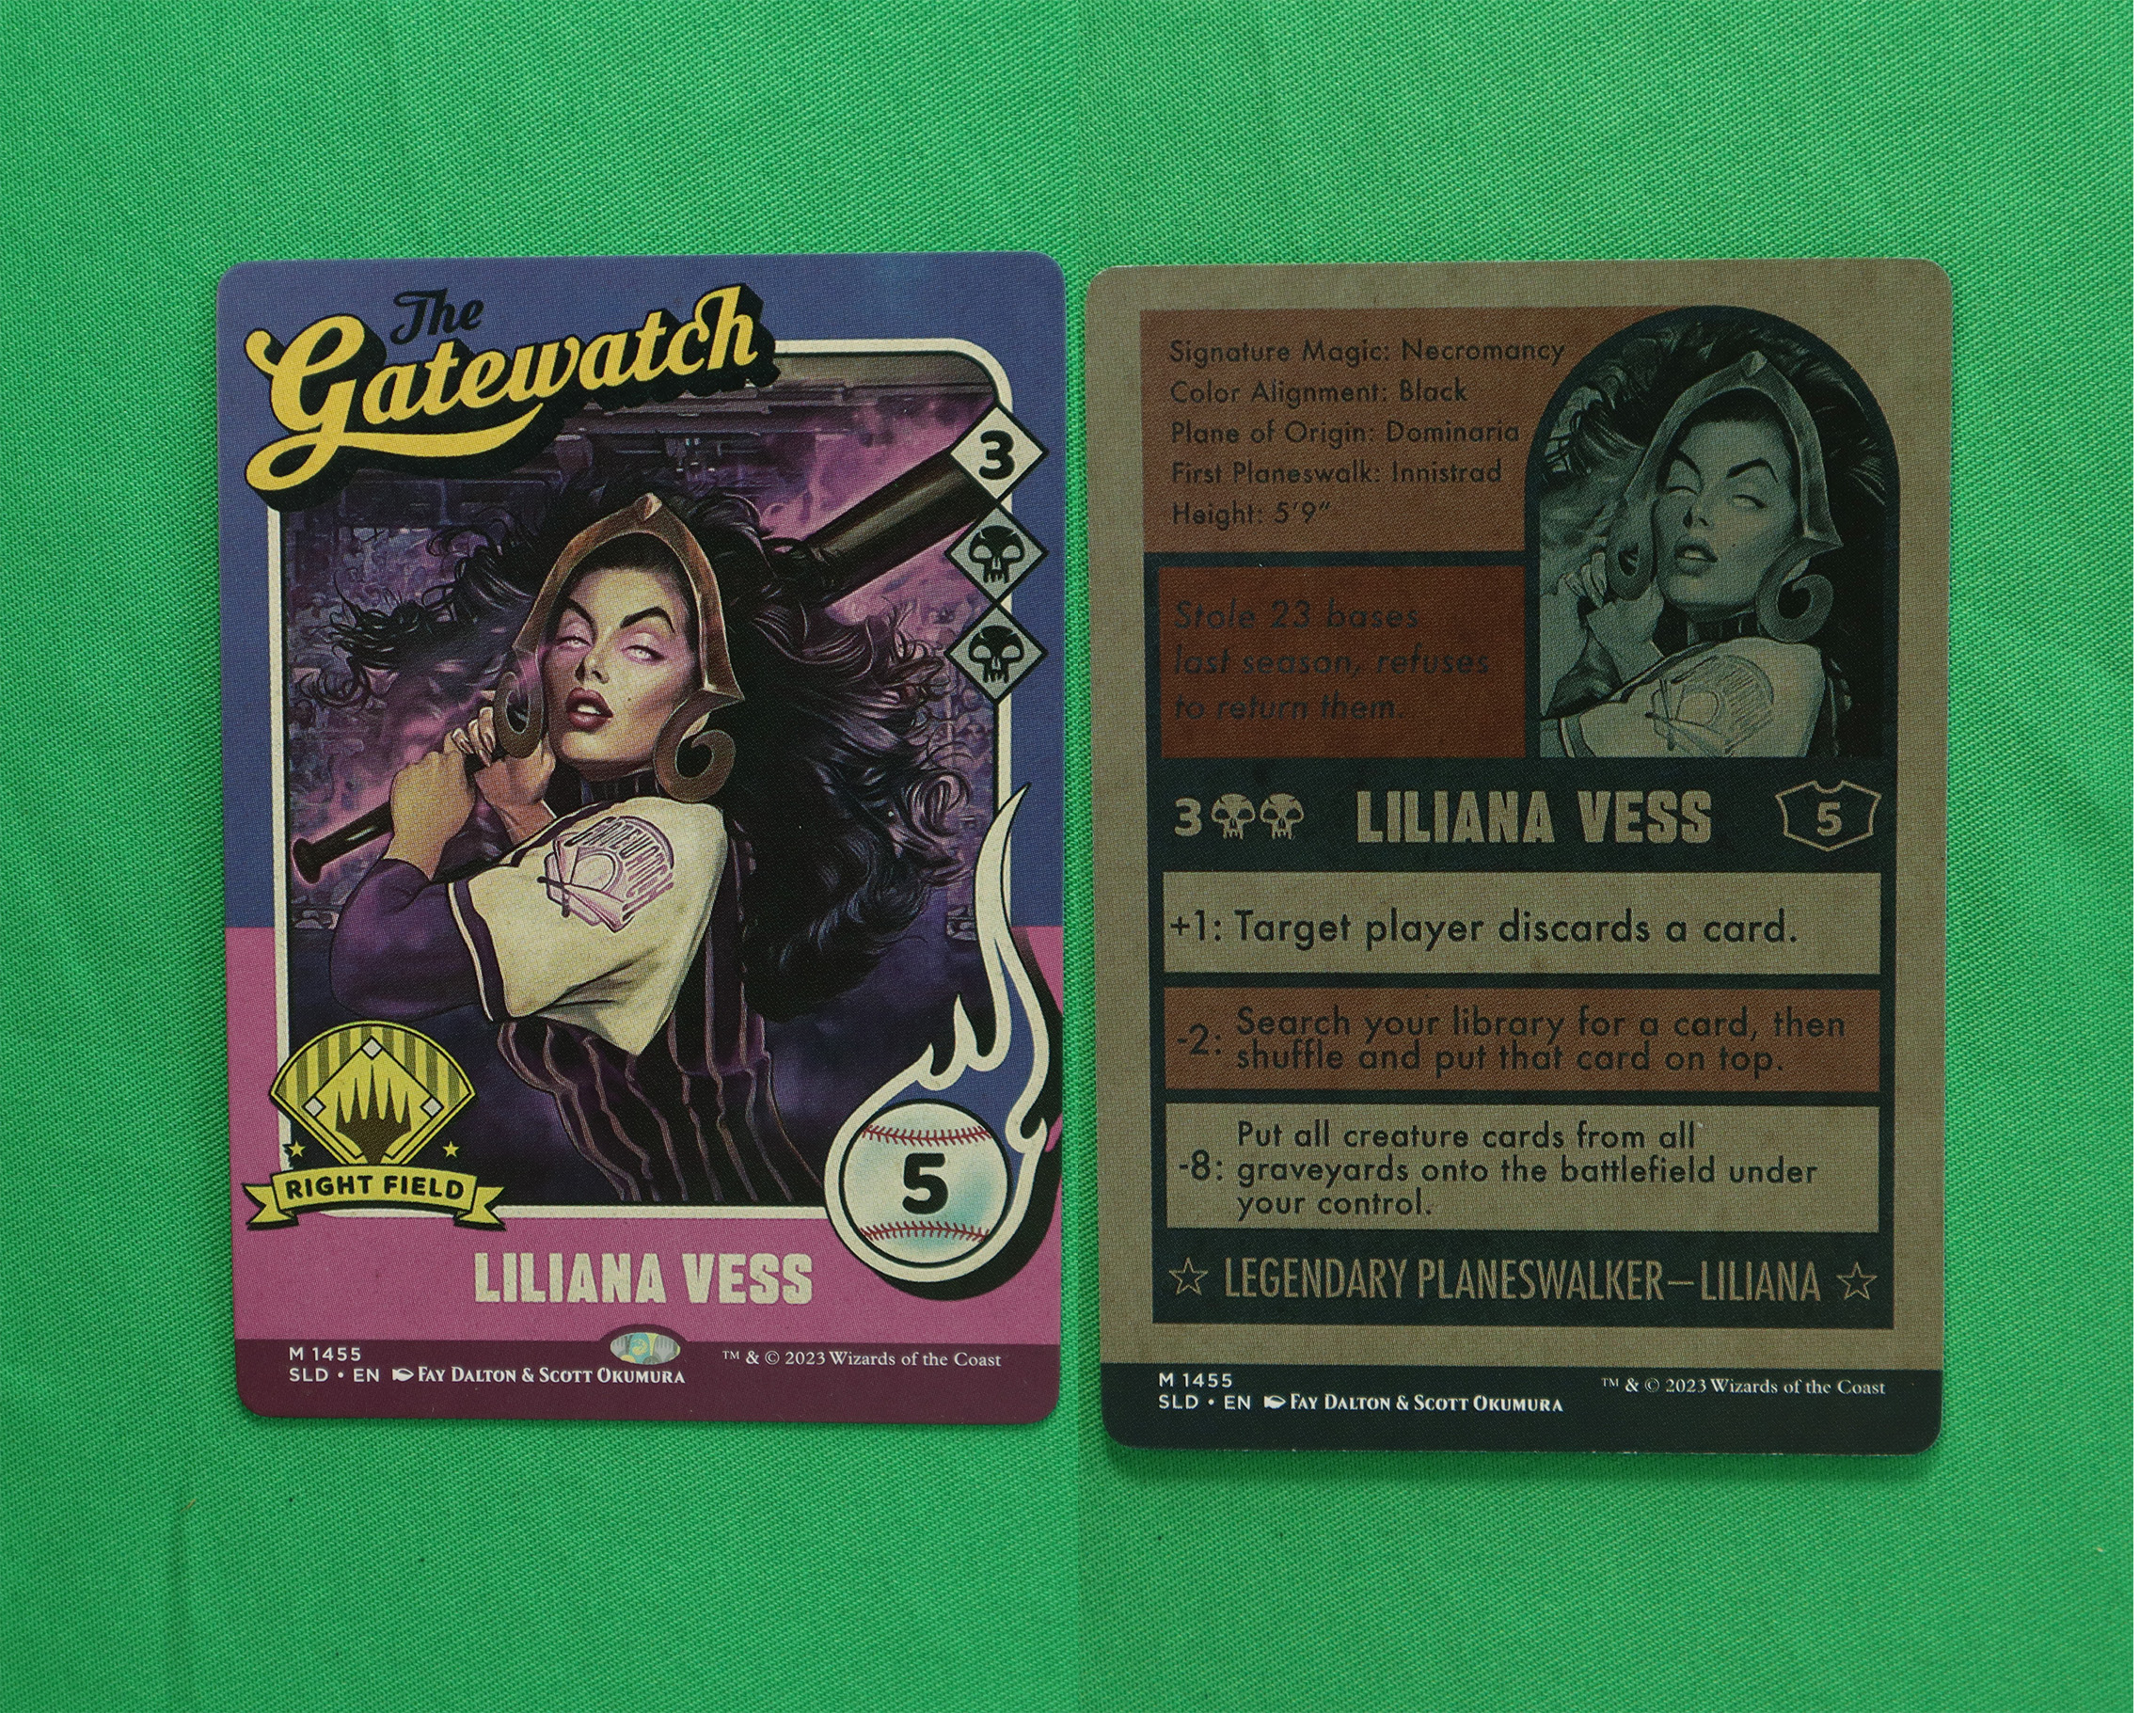 The
Gatewatch
3
5
RIGHT FIELD
LILIANA VESS
M 1455
SLD • EN FAY DALTON & SCOTT OKUMURA
™ & © 2023 Wizards of the Coast
Signature Magic: Necromancy
Color Alignment: Black
Plane of Origin: Dominaria
First Planeswalk: Innistrad
Height: 5'9"
Stole 23 bases
last season, refuses
to return them.
3 LILIANA VESS 5
+1: Target player discards a card.
-2: Search your library for a card, then
shuffle and put that card on top.
Put all creature cards from all
-8: graveyards onto the battlefield under
your control.
☆ LEGENDARY PLANESWALKER—LILIANA ☆
M 1455
SLD • EN FAY DALTON & SCOTT OKUMURA
™ & © 2023 Wizards of the Coast